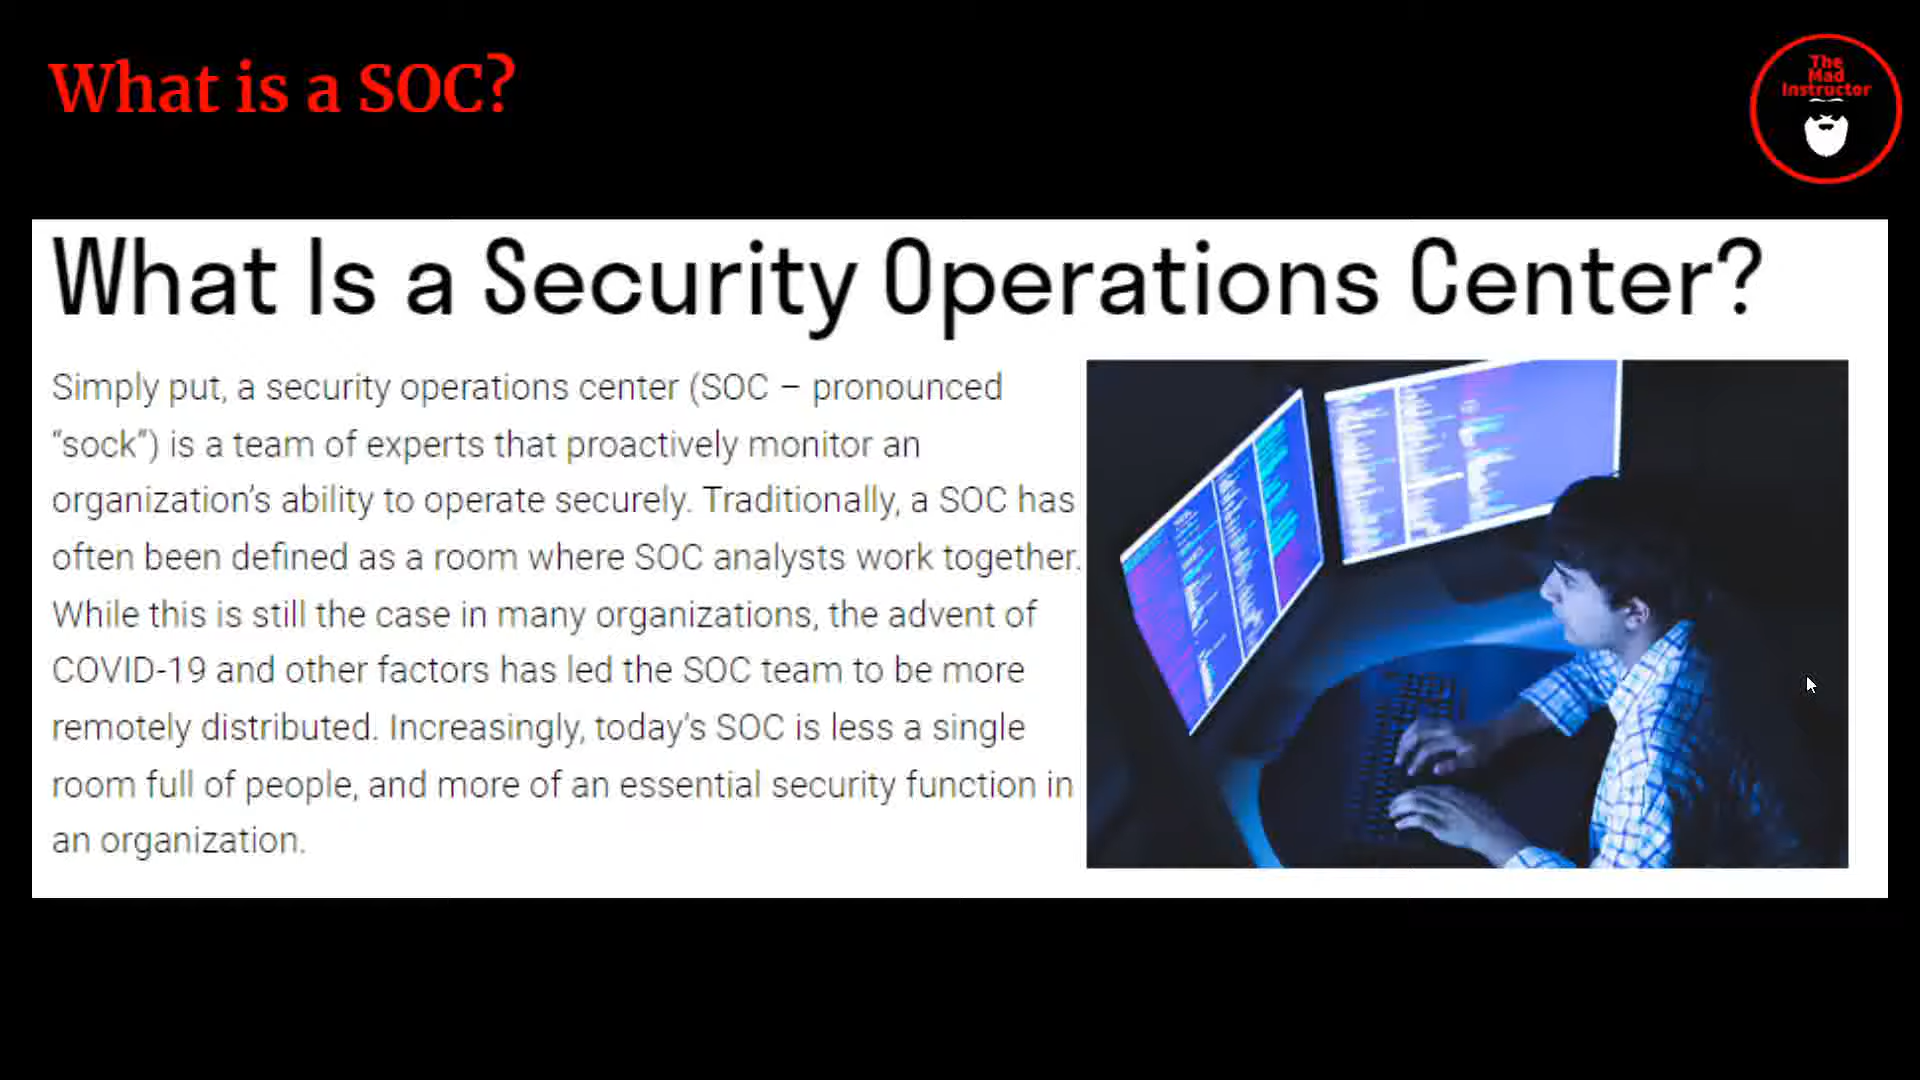 What is a SOC?
The
Mad
Instructor
What Is a Security Operations Center?
Simply put, a security operations center (SOC – pronounced
“sock”) is a team of experts that proactively monitor an
organization’s ability to operate securely. Traditionally, a SOC has
often been defined as a room where SOC analysts work together.
While this is still the case in many organizations, the advent of
COVID-19 and other factors has led the SOC team to be more
remotely distributed. Increasingly, today’s SOC is less a single
room full of people, and more of an essential security function in
an organization.